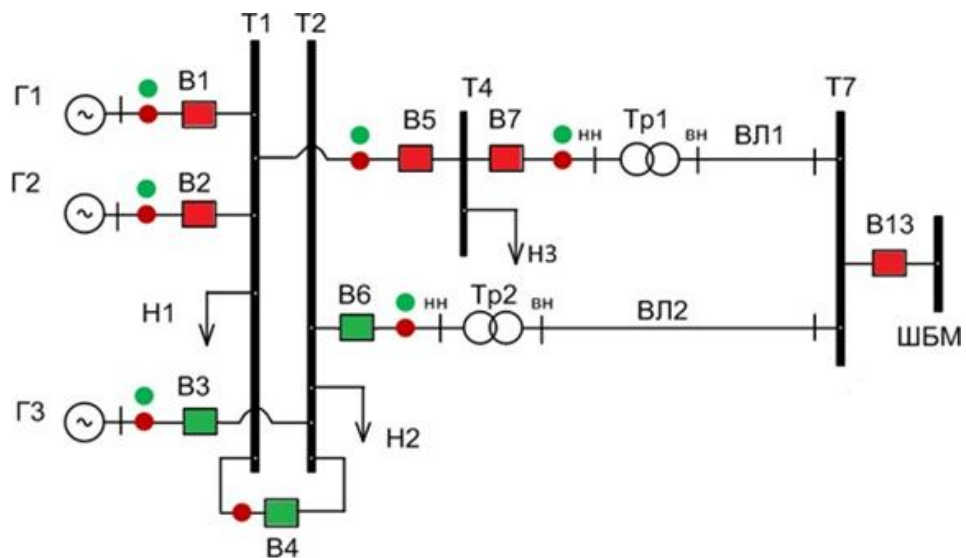 Т1 Т2
Г1 В1 Т4 Т7
В5 В7 нн Тр1 вн ВЛ1
Г2 В2
В13
Н3
Н1 В6 нн Тр2 вн ВЛ2
ШБМ
Г3 В3
Н2
В4